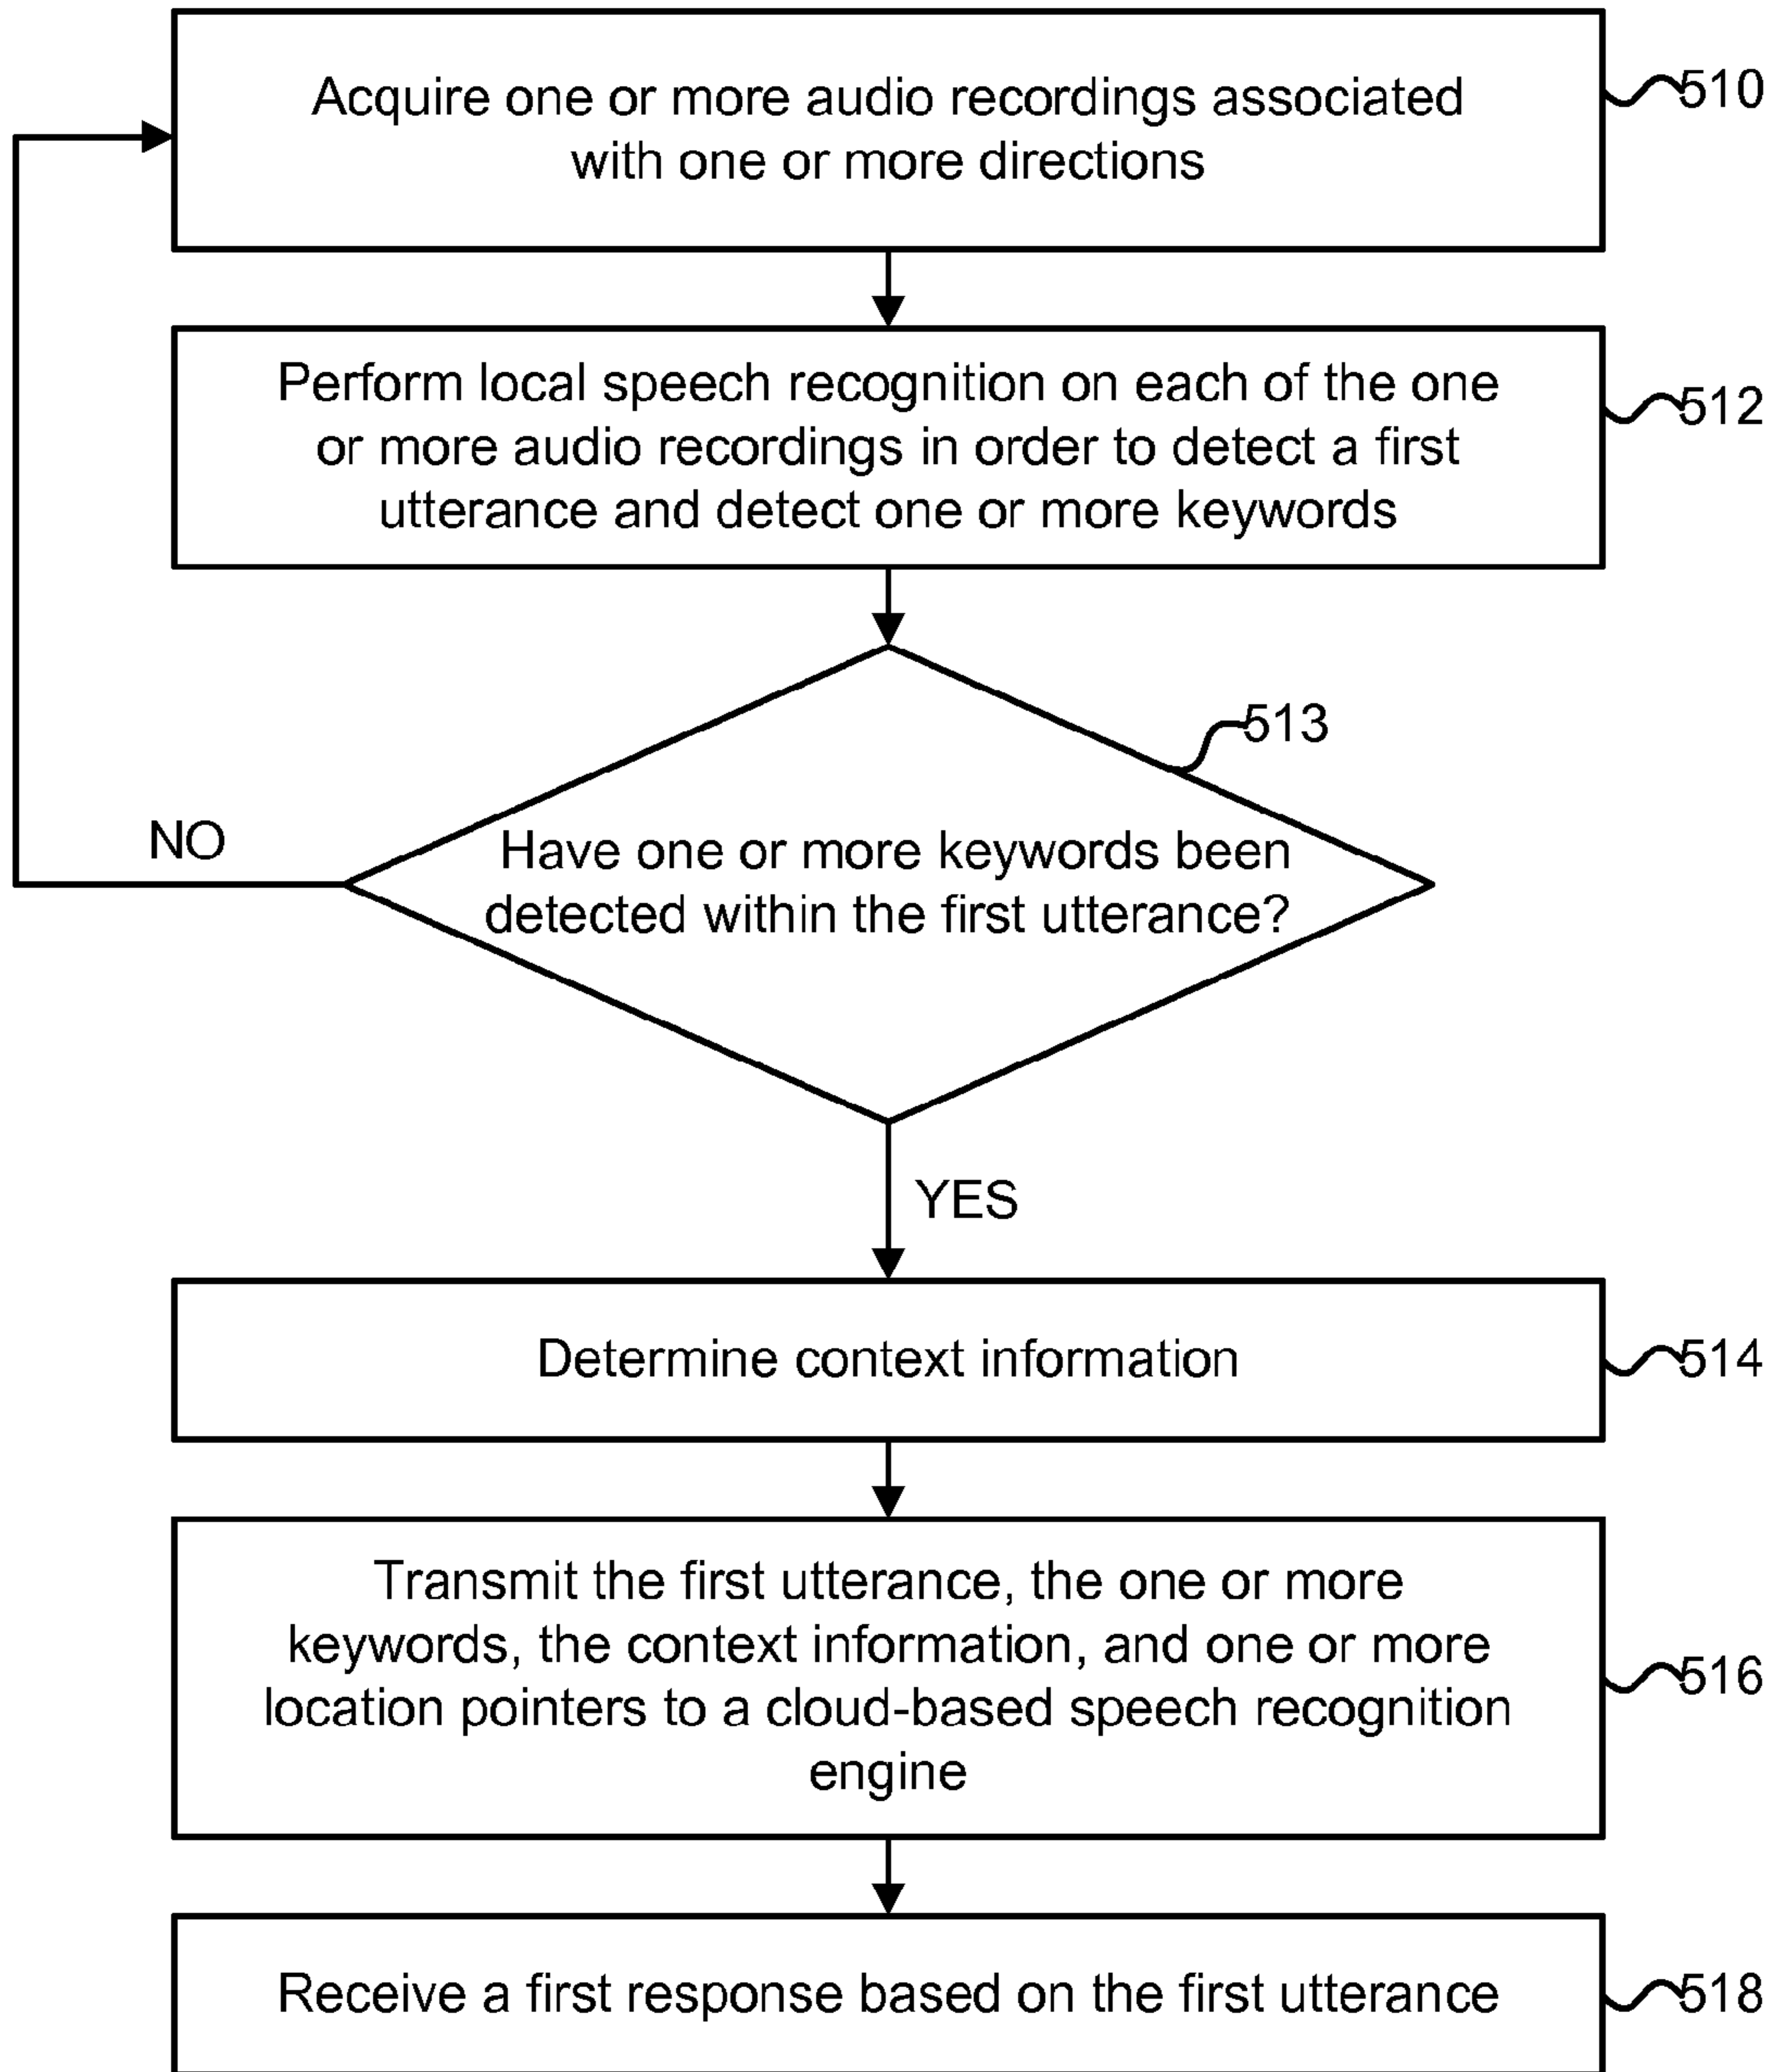 Acquire one or more audio recordings associated
with one or more directions
510
Perform local speech recognition on each of the one
or more audio recordings in order to detect a first
utterance and detect one or more keywords
512
513
Have one or more keywords been
detected within the first utterance?
NO
YES
Determine context information
514
Transmit the first utterance, the one or more
keywords, the context information, and one or more
location pointers to a cloud-based speech recognition
engine
516
Receive a first response based on the first utterance
518